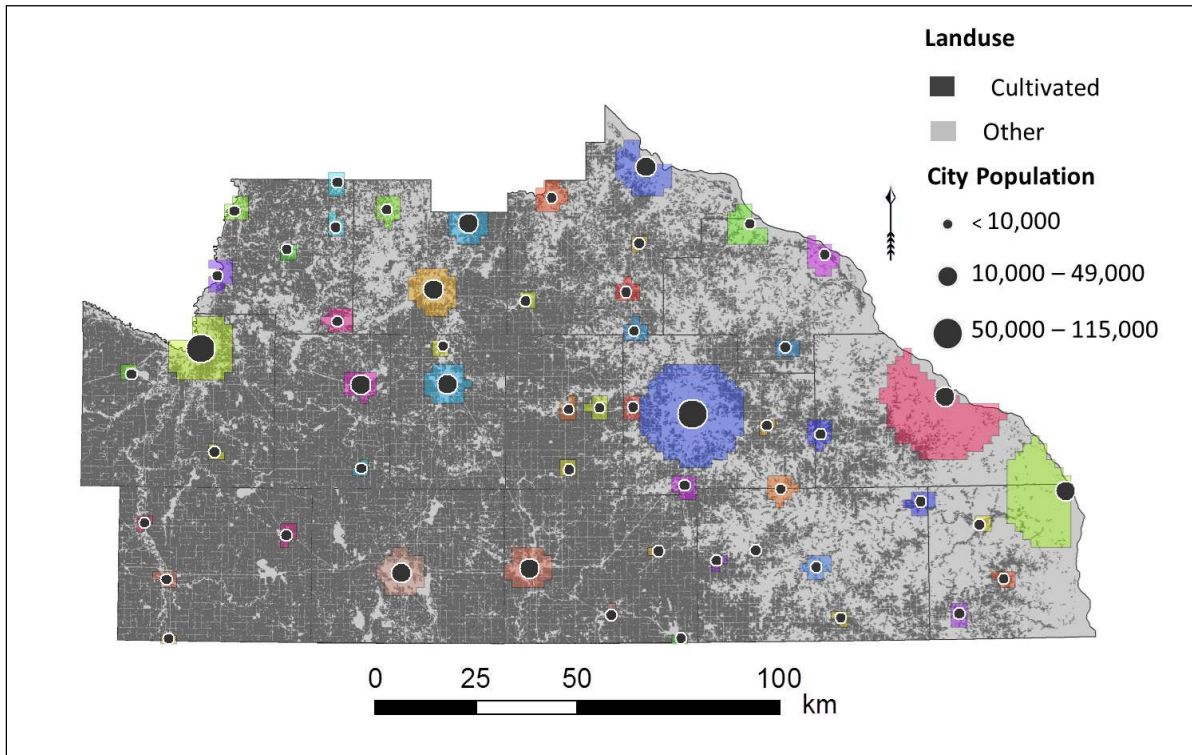 Landuse
Cultivated
Other
City Population
< 10,000
10,000 – 49,000
50,000 – 115,000
0 25 50 100
km